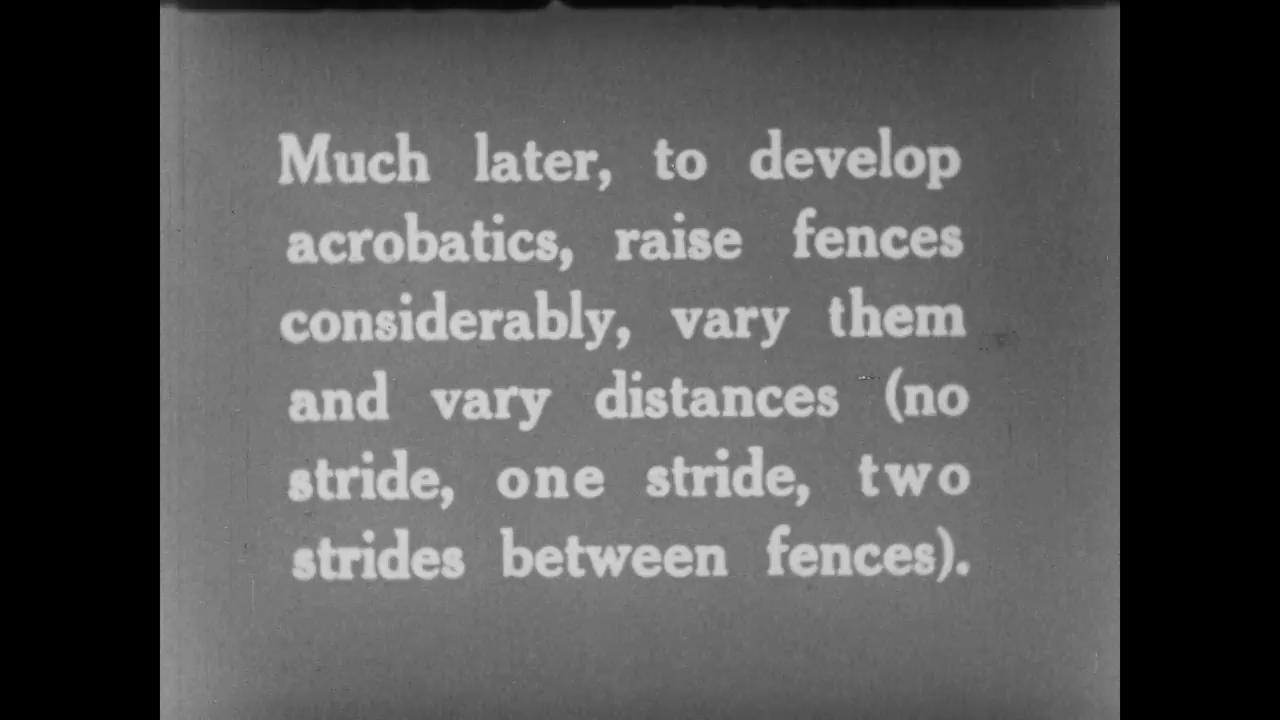 Much later, to develop
acrobatics, raise fences
considerably, vary them
and vary distances (no
stride, one stride, two
strides between fences).